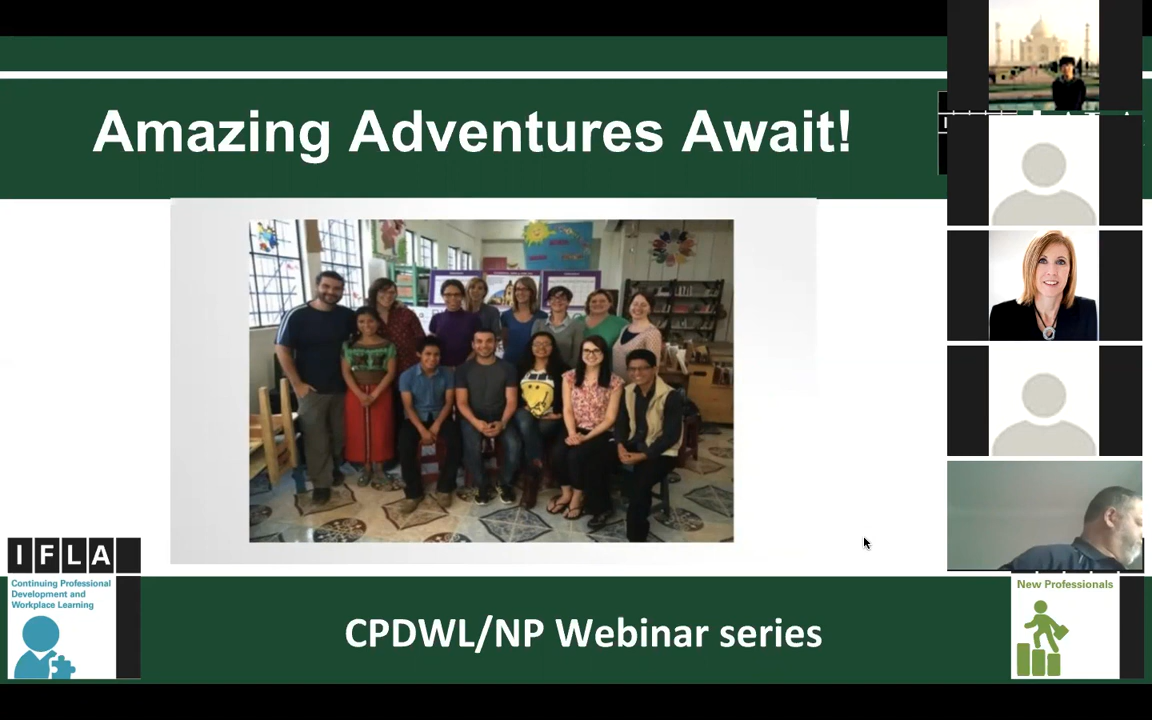 Amazing Adventures Await!
IFLA
Continuing Professional
Development and
Workplace Learning
CPDWL/NP Webinar series
New Professionals